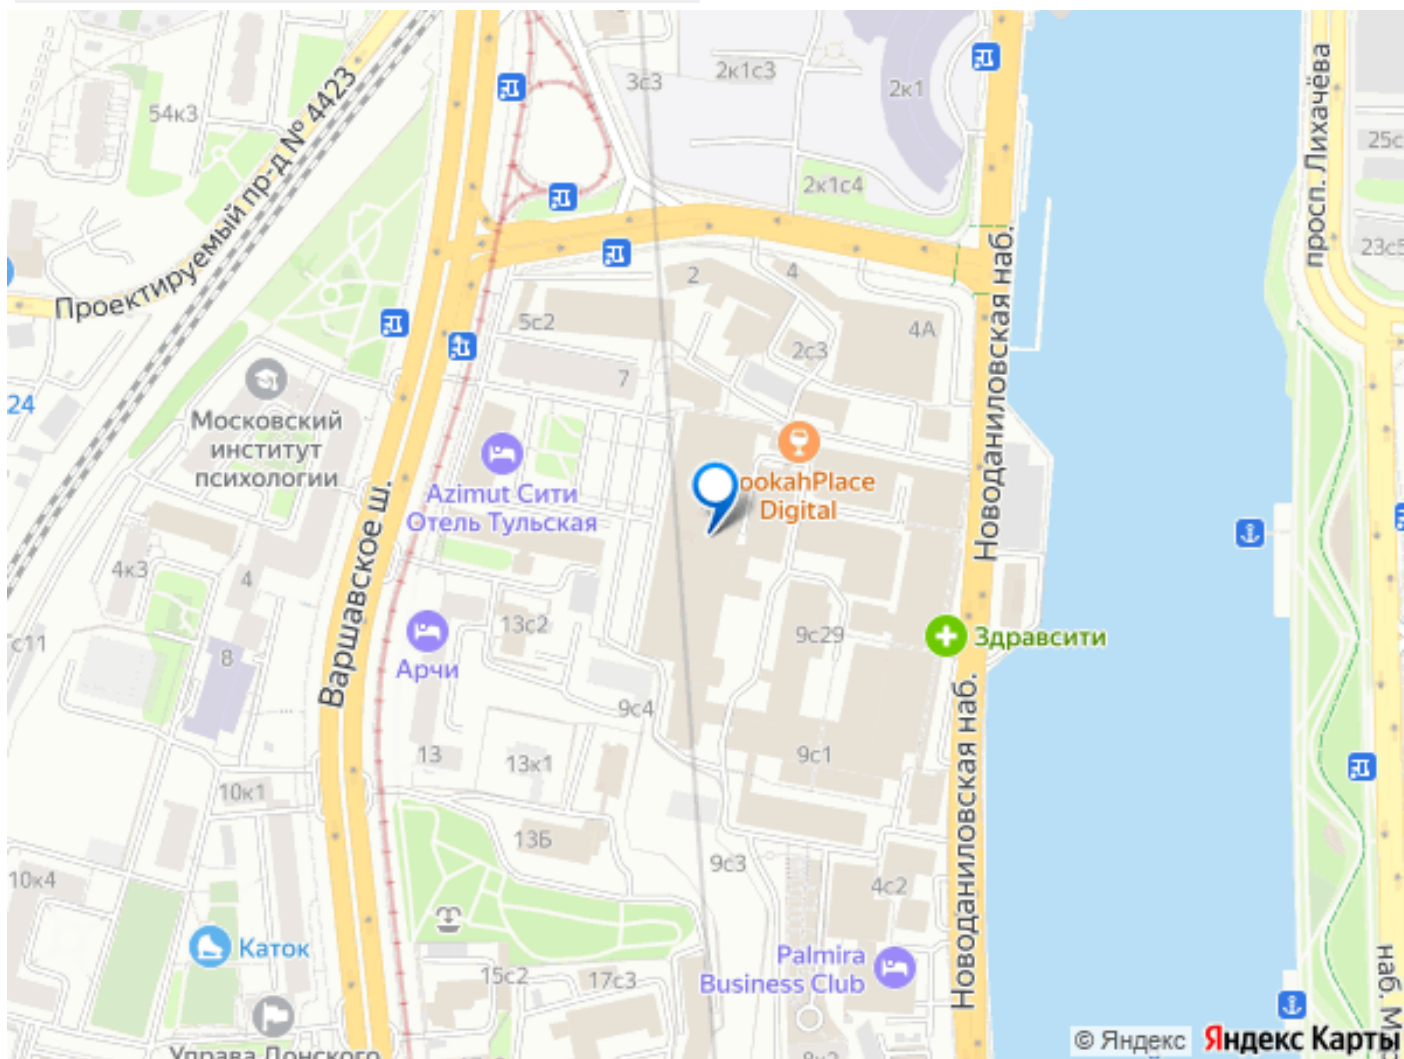 3с3
2к1с3
2к1
54к3
Проектируемый пр-д № 4423
2к1с4
просп. Лихачёва
23с5
2
4
4А
5с2
2с3
7
24
Московский
институт
психологии
Новоданиловская наб.
Azimut Сити
Отель Тульская
ookahPlace
Digital
Варшавское ш.
4к3
4
13с2
9с29
Здравсити
с11
8
Арчи
9с4
Новоданиловская наб.
13
13к1
9с1
10к1
13Б
9с3
10к4
4с2
Каток
Palmira
Business Club
15с2
17с3
Управа Донского
© Яндекс
Яндекс Карты